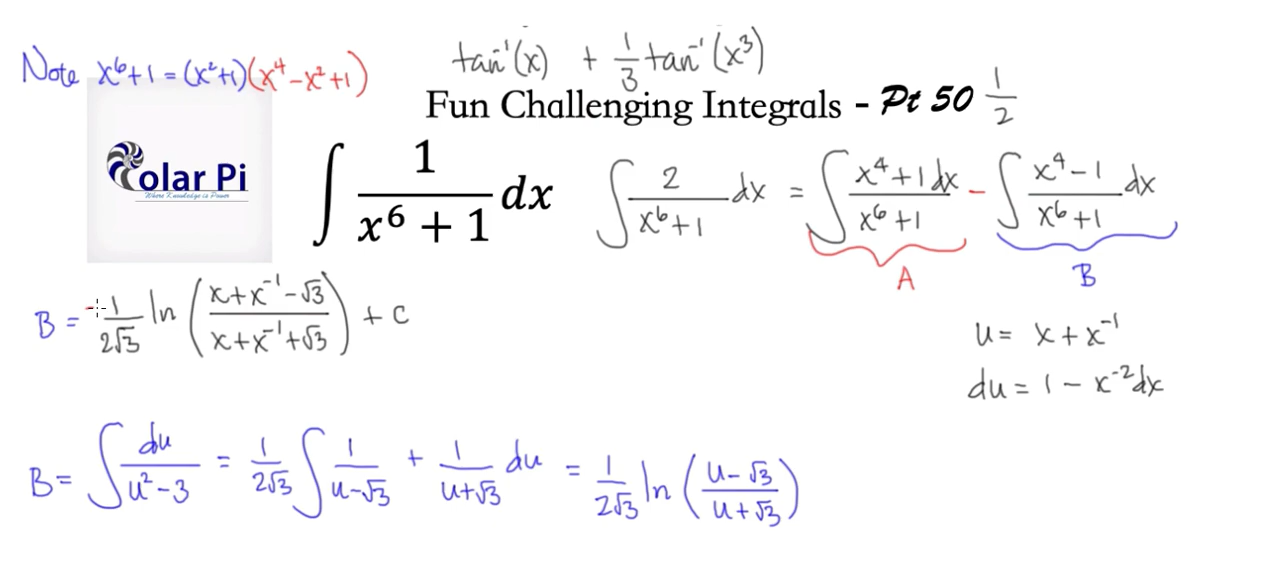 Note x⁶+1 = (x²+1)(x⁴ − x² + 1)
tan⁻¹(x) + 1/3 tan⁻¹(x³)
Fun Challenging Integrals - Pt 50 1/2
olar Pi
Where Knowledge is Power
∫ 1/(x⁶ + 1) dx
∫ 2/(x⁶+1) dx = ∫ (x⁴+1 dx)/(x⁶+1) − ∫ (x⁴−1)/(x⁶+1) dx
A
B
B = −1/(2√3) ln ( (x+x⁻¹−√3)/(x+x⁻¹+√3) ) + C
u = x + x⁻¹
du = 1 − x⁻² dx
B = ∫ du/(u²−3) = 1/(2√3) ∫ 1/(u−√3) + 1/(u+√3) du = 1/(2√3) ln ( (u−√3)/(u+√3) )